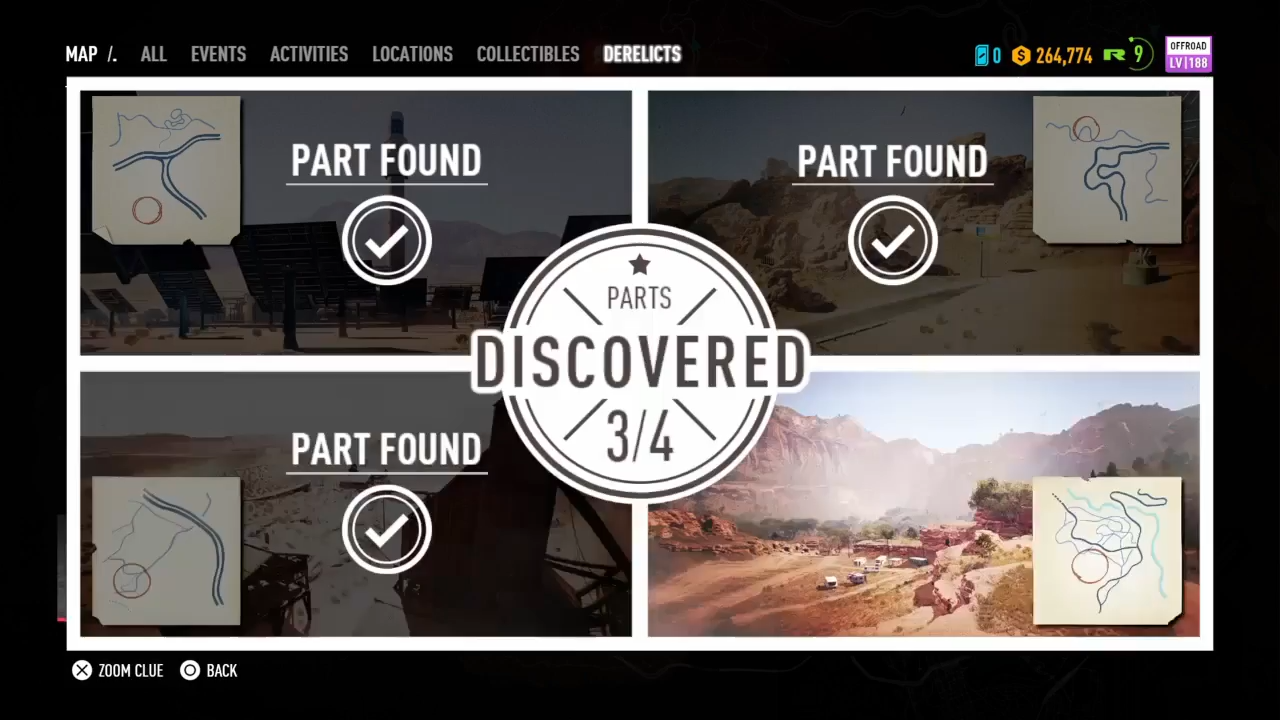 MAP /. ALL EVENTS ACTIVITIES LOCATIONS COLLECTIBLES DERELICTS 0 $ 264,774 R 9 OFFROAD
LV|188
PART FOUND
PART FOUND
PARTS
DISCOVERED
3/4
PART FOUND
ZOOM CLUE BACK